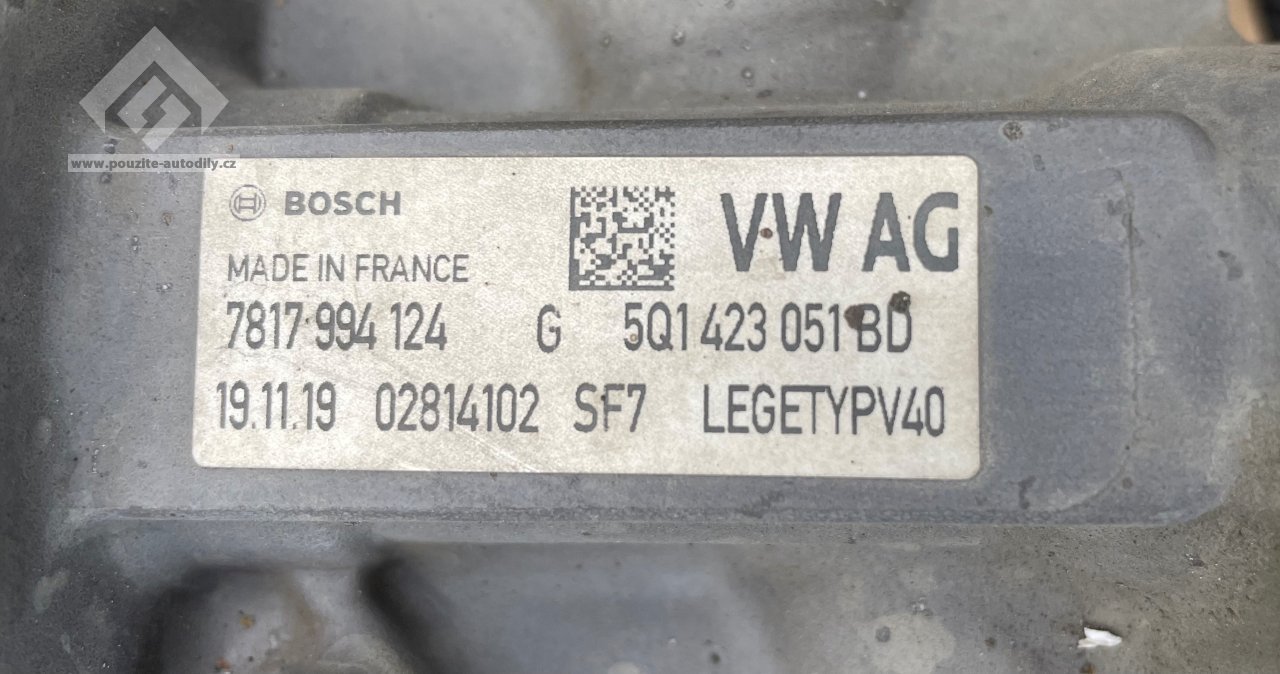 www.pouzite-autodily.cz
BOSCH
VW AG
MADE IN FRANCE
7817 994 124 G 5Q1 423 051 BD
19.11.19 02814102 SF7 LEGETYPV40